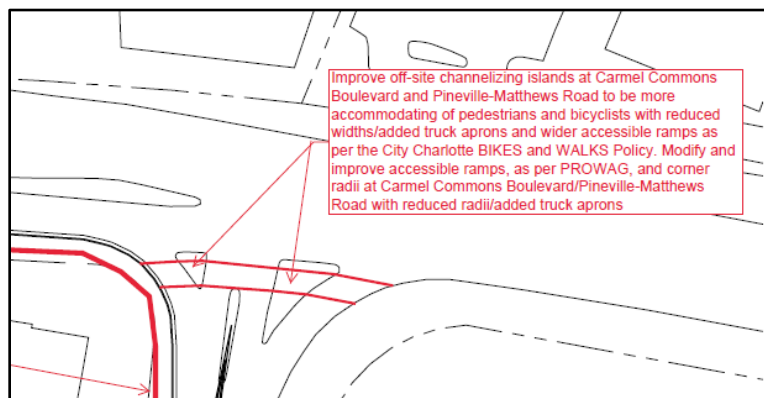 Improve off-site channelizing islands at Carmel Commons
Boulevard and Pineville-Matthews Road to be more
accommodating of pedestrians and bicyclists with reduced
widths/added truck aprons and wider accessible ramps as
per the City Charlotte BIKES and WALKS Policy. Modify and
improve accessible ramps, as per PROWAG, and corner
radii at Carmel Commons Boulevard/Pineville-Matthews
Road with reduced radii/added truck aprons